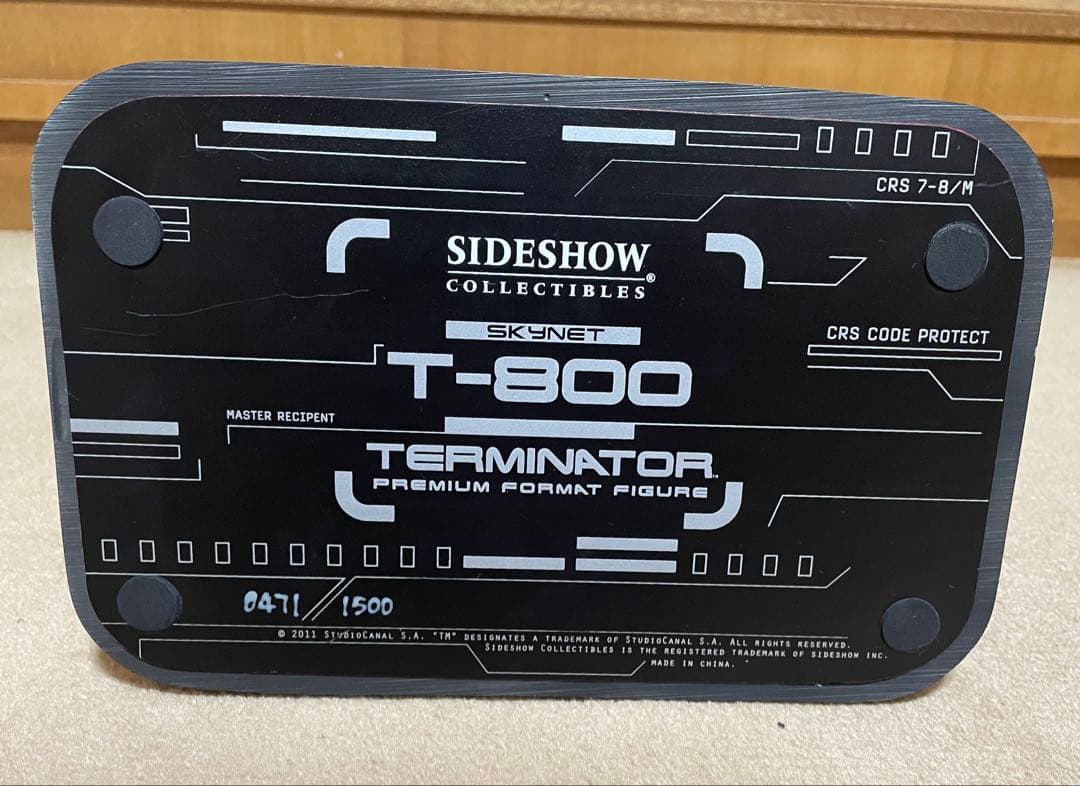 CRS 7-8/M
SIDESHOW®
COLLECTIBLES
SKYNET
CRS CODE PROTECT
T-800
MASTER RECIPENT
TERMINATOR™
PREMIUM FORMAT FIGURE
0471 / 1500
© 2011 STUDIOCANAL S.A. "TM" DESIGNATES A TRADEMARK OF STUDIOCANAL S.A. ALL RIGHTS RESERVED.
SIDESHOW COLLECTIBLES IS THE REGISTERED TRADEMARK OF SIDESHOW INC.
MADE IN CHINA.